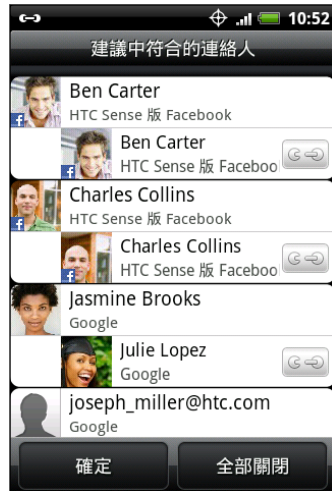 10:52
建議中符合的連絡人
Ben Carter
HTC Sense 版 Facebook
Ben Carter
HTC Sense 版 Faceboo
Charles Collins
HTC Sense 版 Facebook
Charles Collins
HTC Sense 版 Faceboo
Jasmine Brooks
Google
Julie Lopez
Google
joseph_miller@htc.com
Google
確定 全部關閉